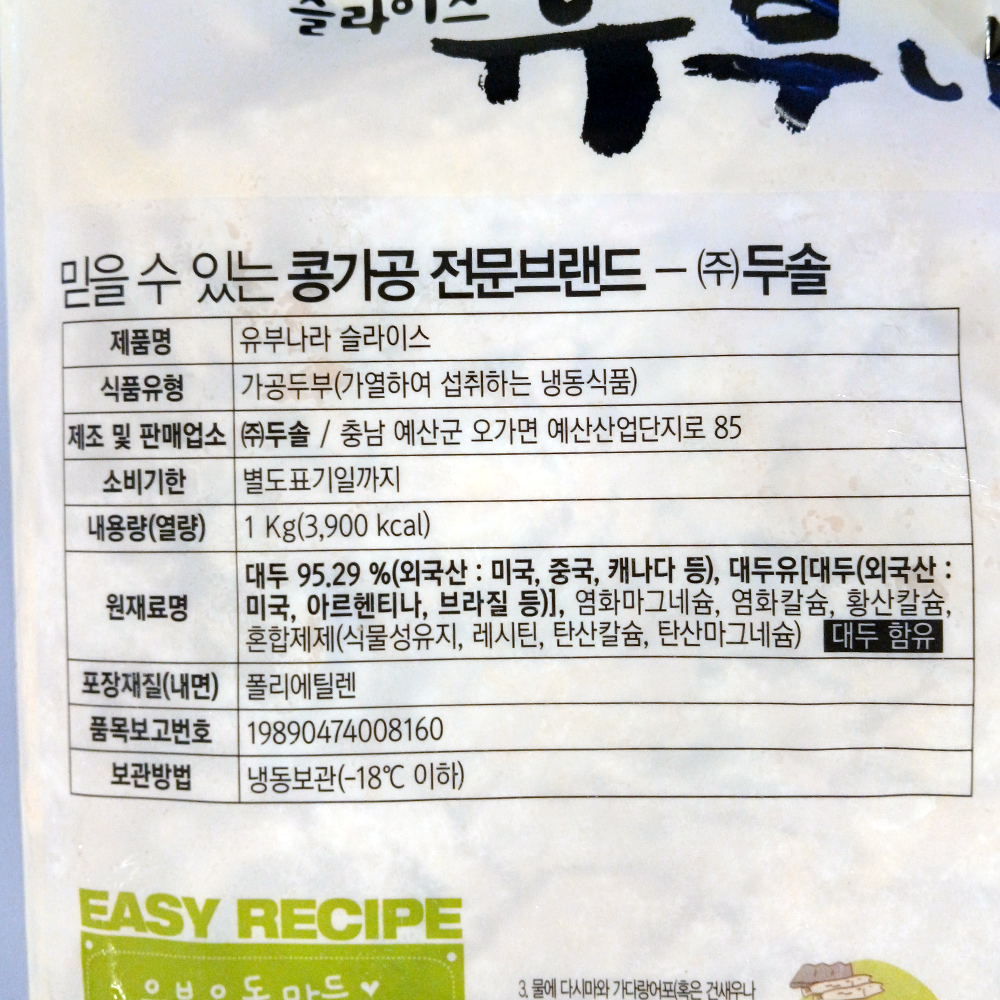 슬라이스
유부나
믿을 수 있는 콩가공 전문브랜드 – ㈜두솔
제품명 유부나라 슬라이스
식품유형 가공두부(가열하여 섭취하는 냉동식품)
제조 및 판매업소 ㈜두솔 / 충남 예산군 오가면 예산산업단지로 85
소비기한 별도표기일까지
내용량(열량) 1 Kg(3,900 kcal)
원재료명 대두 95.29 %(외국산 : 미국, 중국, 캐나다 등), 대두유[대두(외국산 :
미국, 아르헨티나, 브라질 등)], 염화마그네슘, 염화칼슘, 황산칼슘,
혼합제제(식물성유지, 레시틴, 탄산칼슘, 탄산마그네슘) 대두 함유
포장재질(내면) 폴리에틸렌
품목보고번호 19890474008160
보관방법 냉동보관(-18℃ 이하)
EASY RECIPE
유부우동 만들
3. 물에 다시마와 가다랑어포(혹은 건새우나